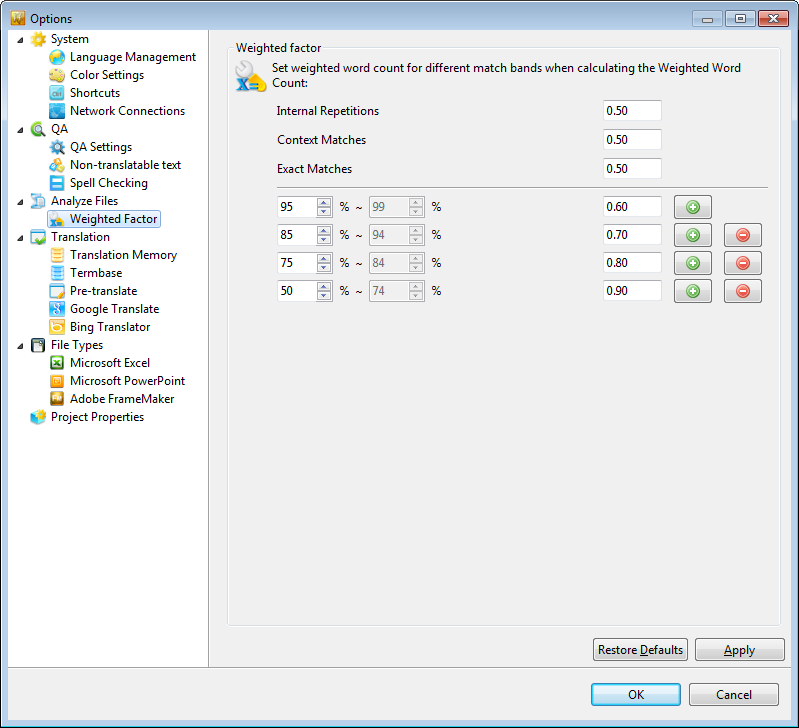 Options
System
Language Management
Color Settings
Shortcuts
Network Connections
QA
QA Settings
Non-translatable text
Spell Checking
Analyze Files
Weighted Factor
Translation
Translation Memory
Termbase
Pre-translate
Google Translate
Bing Translator
File Types
Microsoft Excel
Microsoft PowerPoint
Adobe FrameMaker
Project Properties
Weighted factor
Set weighted word count for different match bands when calculating the Weighted Word
Count:
Internal Repetitions 0.50
Context Matches 0.50
Exact Matches 0.50
95 % ~ 99 % 0.60
85 % ~ 94 % 0.70
75 % ~ 84 % 0.80
50 % ~ 74 % 0.90
Restore Defaults Apply
OK Cancel